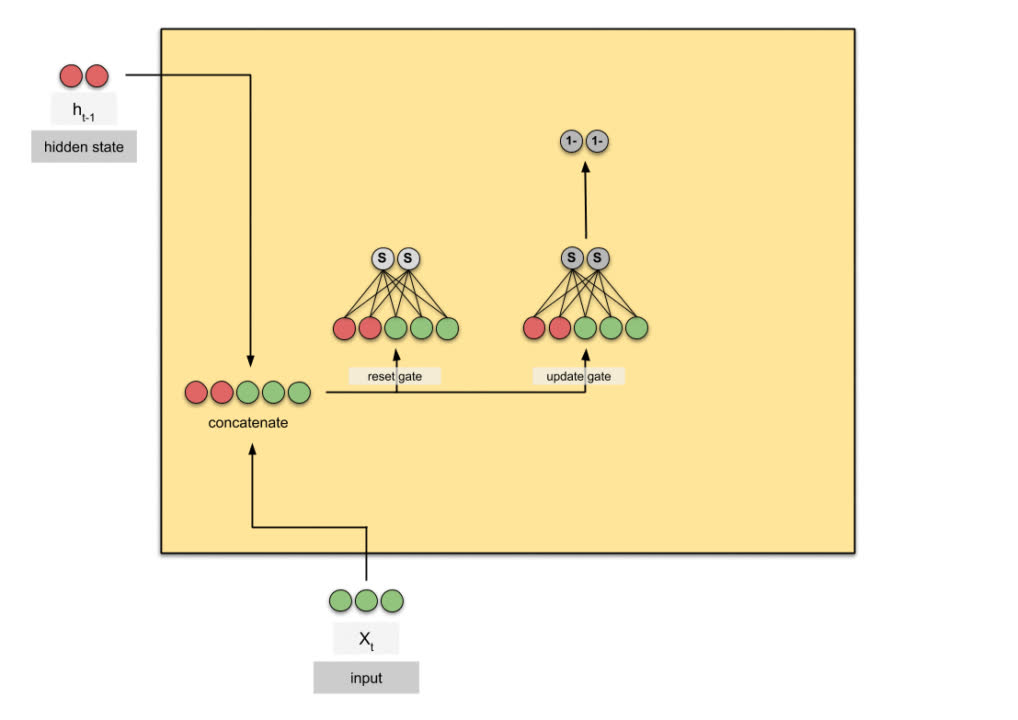 h t-1
hidden state
1- 1-
S S
S S
reset gate
update gate
concatenate
X t
input